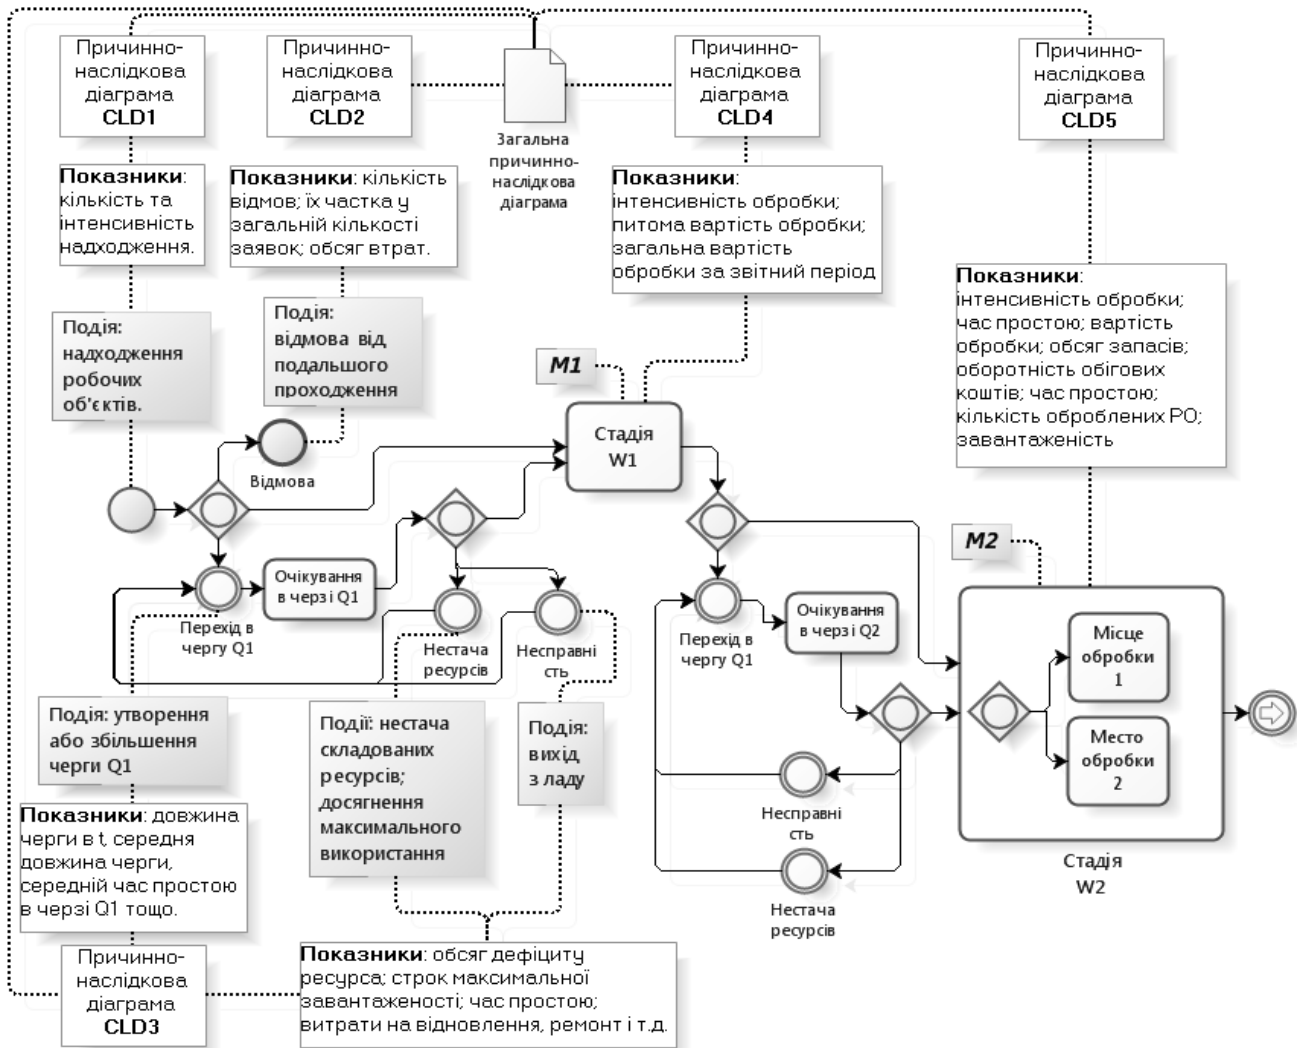 Причинно-
наслідкова
діаграма
CLD1
Причинно-
наслідкова
діаграма
CLD2
Загальна
причинно-
наслідкова
діаграма
Причинно-
наслідкова
діаграма
CLD4
Причинно-
наслідкова
діаграма
CLD5
Показники:
кількість та
інтенсивність
надходження.
Показники: кількість
відмов; їх частка у
загальній кількості
заявок; обсяг втрат.
Показники:
інтенсивність обробки;
питома вартість обробки;
загальна вартість
обробки за звітний період
Показники:
інтенсивність обробки;
час простою; вартість
обробки; обсяг запасів;
оборотність обігових
коштів; час простою;
кількість оброблених РО;
завантаженість
Подія:
надходження
робочих
об'єктів.
Подія:
відмова від
подальшого
проходження
M1
Стадія
W1
Відмова
M2
Очікування
в черзі Q1
Перехід в
чергу Q1
Нестача
ресурсів
Несправні
сть
Перехід в
чергу Q1
Очікування
в черзі Q2
Місце
обробки
1
Место
обробки
2
Стадія
W2
Несправні
сть
Нестача
ресурсів
Подія: утворення
або збільшення
черги Q1
Події: нестача
складованих
ресурсів;
досягнення
максимального
використання
Подія:
вихід
з ладу
Показники: довжина
черги в t, середня
довжина черги,
середній час простою
в черзі Q1 тощо.
Причинно-
наслідкова
діаграма
CLD3
Показники: обсяг дефіциту
ресурса; строк максимальної
завантаженості; час простою;
витрати на відновлення, ремонт і т.д.